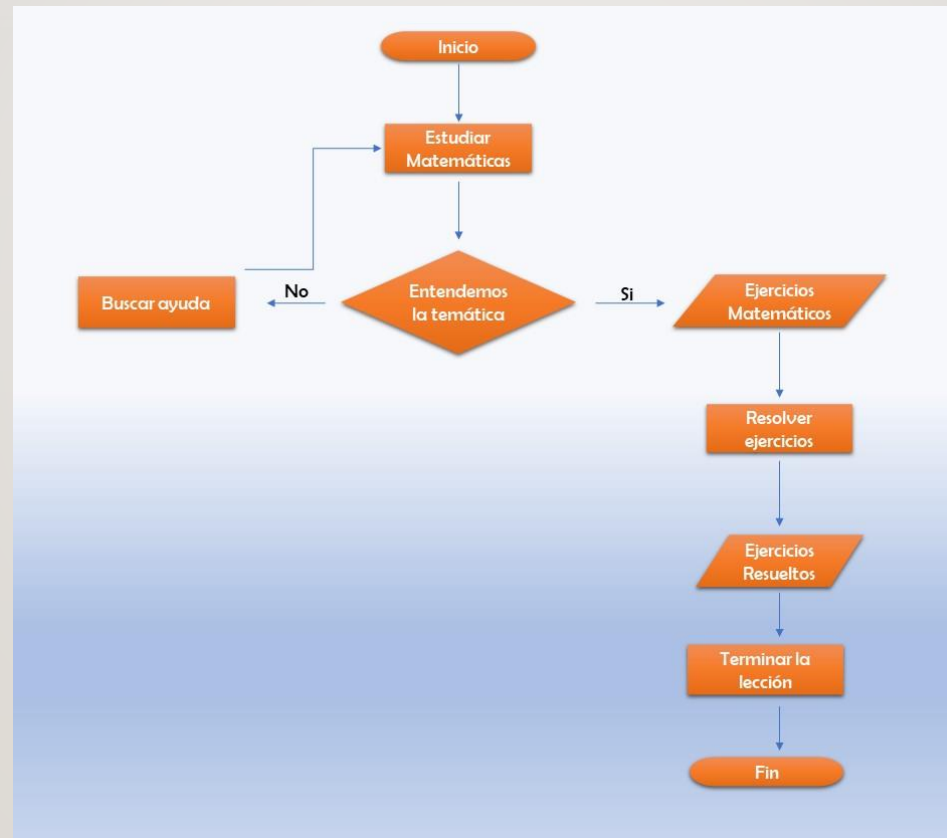 Inicio
Estudiar
Matemáticas
Entendemos
la temática
No
Buscar ayuda
Si
Ejercicios
Matemáticos
Resolver
ejercicios
Ejercicios
Resueltos
Terminar la
lección
Fin